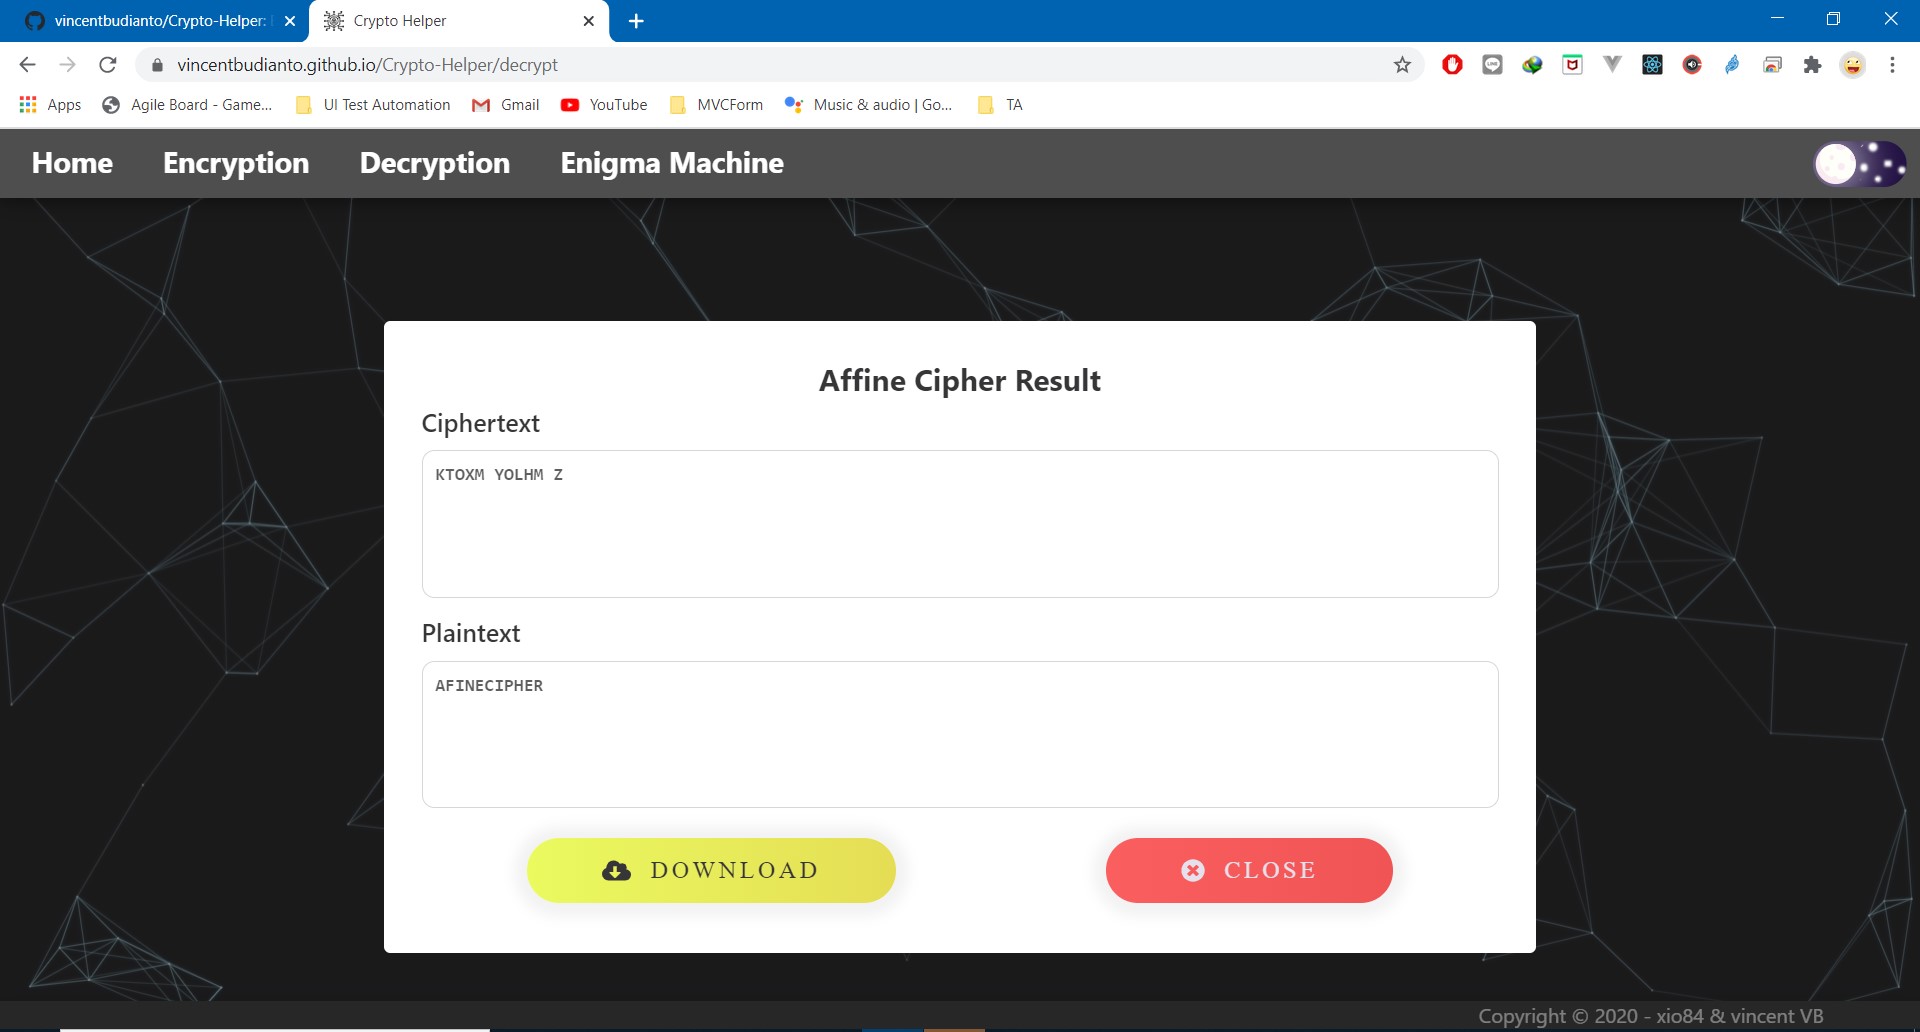 vincentbudianto/Crypto-Helper:
Crypto Helper
vincentbudianto.github.io/Crypto-Helper/decrypt
Apps
Agile Board - Game...
UI Test Automation
Gmail
YouTube
MVCForm
Music & audio | Go...
TA
Home
Encryption
Decryption
Enigma Machine
Affine Cipher Result
Ciphertext
KTOXM YOLHM Z
Plaintext
AFINECIPHER
DOWNLOAD
CLOSE
Copyright © 2020 - xio84 & vincent VB